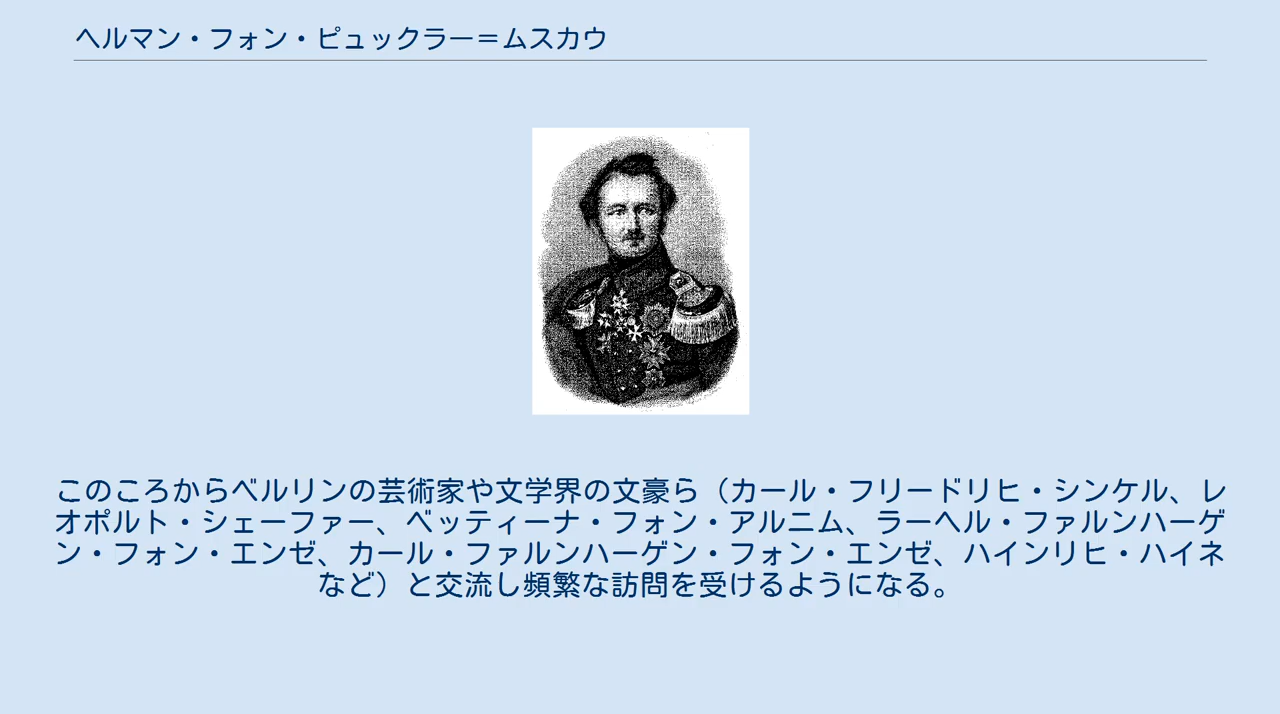 ヘルマン・フォン・ピュックラー＝ムスカウ
このころからベルリンの芸術家や文学界の文豪ら（カール・フリードリヒ・シンケル、レ
オポルト・シェーファー、ベッティーナ・フォン・アルニム、ラーヘル・ファルンハーゲ
ン・フォン・エンゼ、カール・ファルンハーゲン・フォン・エンゼ、ハインリヒ・ハイネ
など）と交流し頻繁な訪問を受けるようになる。